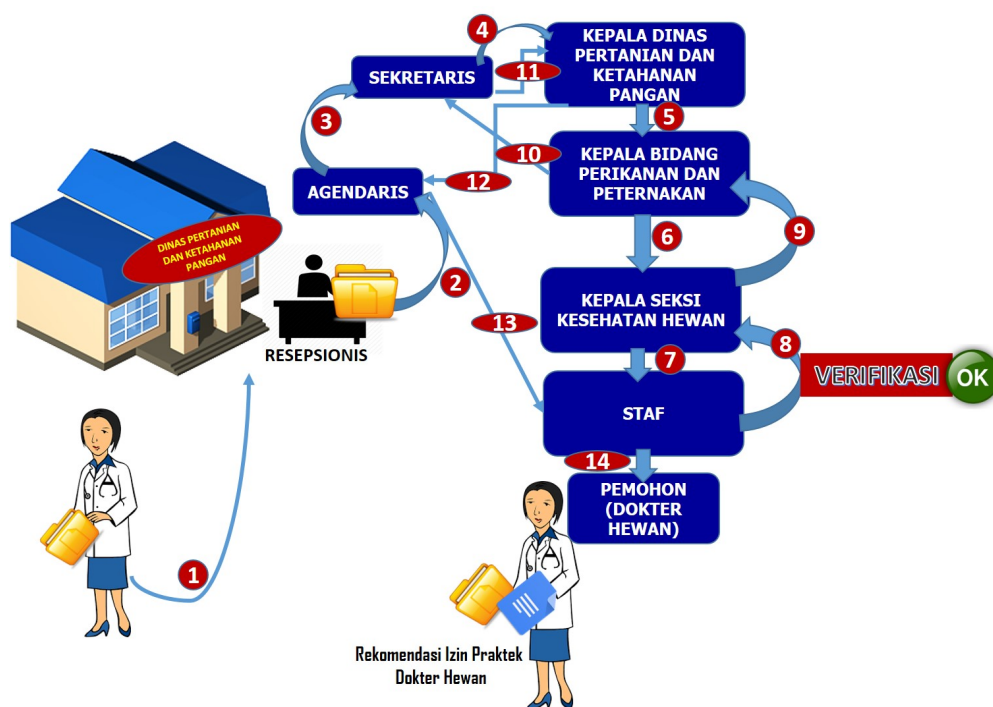 4
KEPALA DINAS
PERTANIAN DAN
KETAHANAN
PANGAN
SEKRETARIS
11
3
5
10
KEPALA BIDANG
PERIKANAN DAN
PETERNAKAN
12
AGENDARIS
DINAS PERTANIAN
DAN KETAHANAN
PANGAN
6
9
2
KEPALA SEKSI
KESEHATAN HEWAN
13
RESEPSIONIS
7
8
VERIFIKASI
OK
STAF
14
PEMOHON
(DOKTER
HEWAN)
1
Rekomendasi Izin Praktek
Dokter Hewan